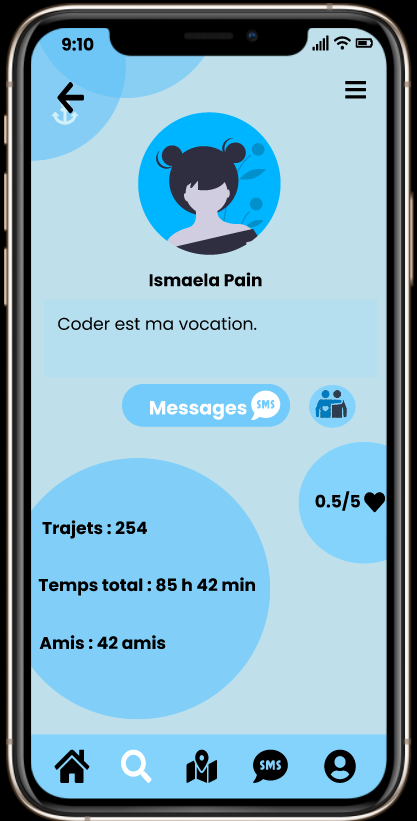 9:10
Ismaela Pain
Coder est ma vocation.
Messages SMS
0.5/5
Trajets : 254
Temps total : 85 h 42 min
Amis : 42 amis
SMS